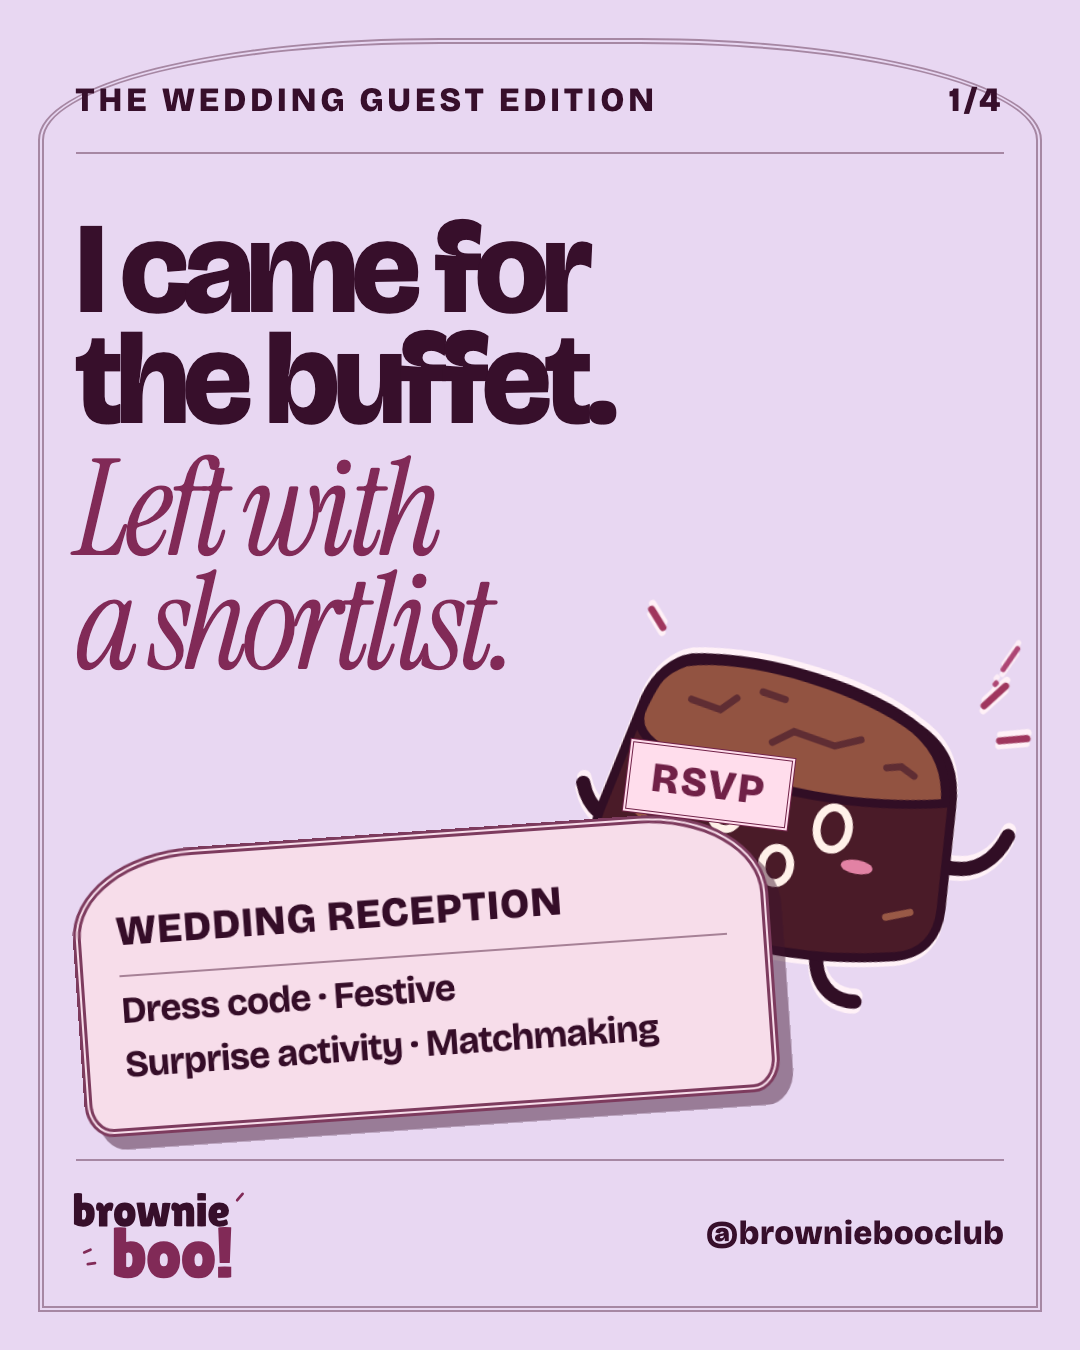 THE WEDDING GUEST EDITION
1/4
I came for
the buffet.
Left with
a shortlist.
RSVP
WEDDING RECEPTION
Dress code · Festive
Surprise activity · Matchmaking
brownie
boo!
@browniebooclub